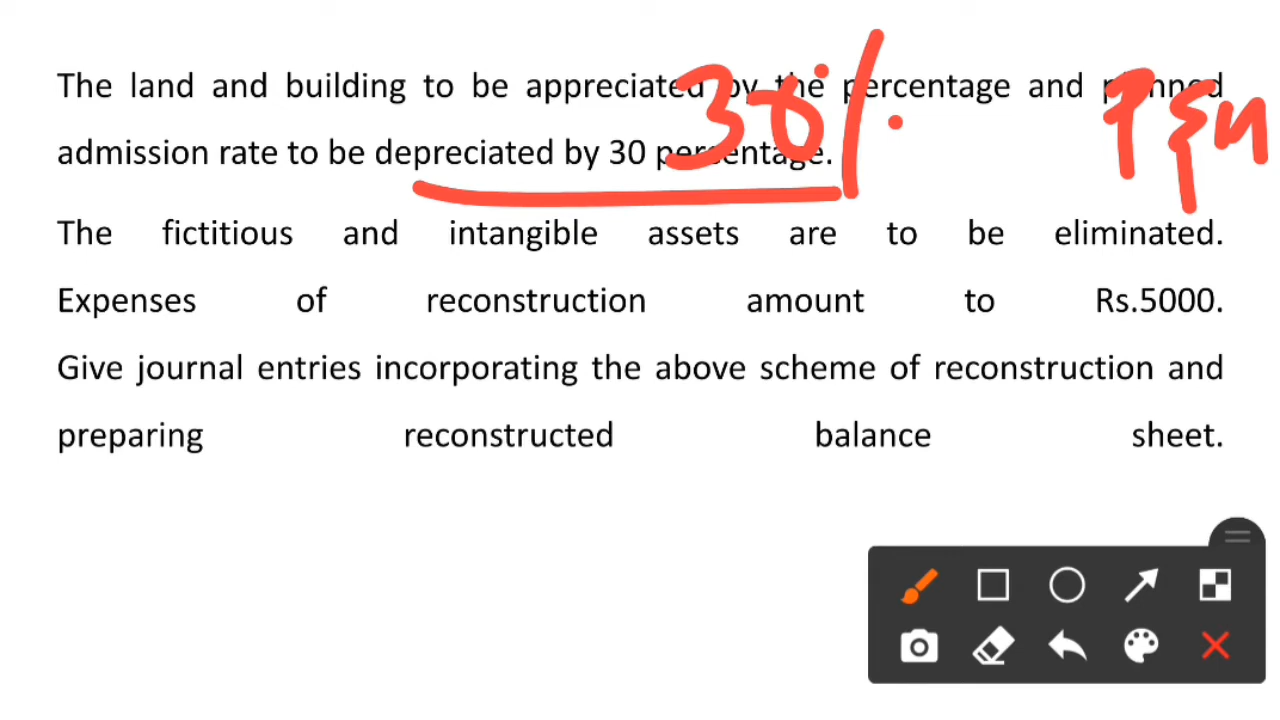 The land and building to be appreciated by the percentage and planned
admission rate to be depreciated by 30 percentage.
The fictitious and intangible assets are to be eliminated.
Expenses of reconstruction amount to Rs.5000.
Give journal entries incorporating the above scheme of reconstruction and
preparing reconstructed balance sheet.
30%